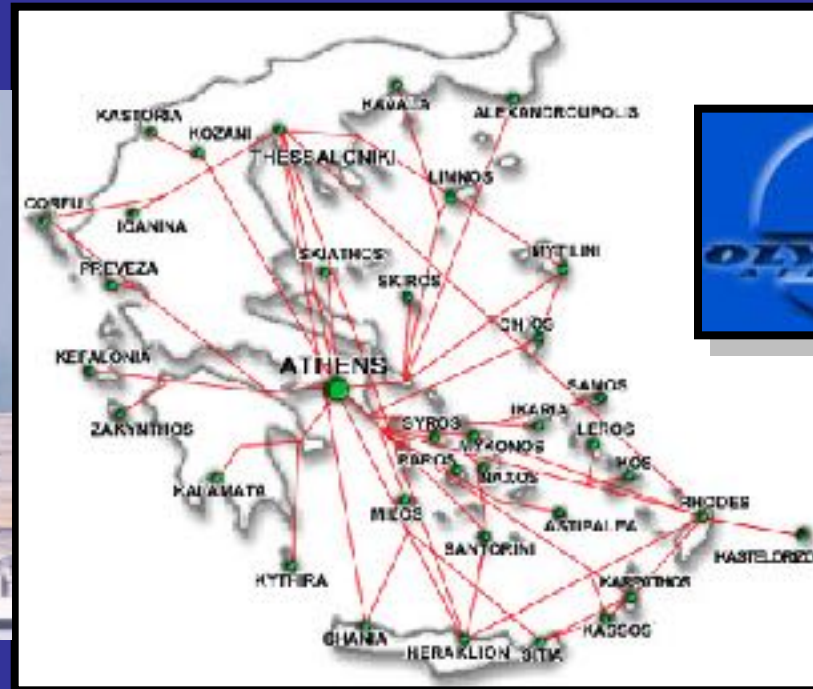 KAVALA
ALEXANDROUPOLIS
KASTORIA
KOZANI
THESSALONIKI
LIMNOS
CORFU
IOANINA
SKIATHOS
MYTILINI
PREVEZA
SKIROS
CHIOS
KEFALONIA
ATHENS
SAMOS
ZAKYNTHOS
SYROS
IKARIA
MYKONOS
LEROS
PAROS
NAXOS
KOS
KALAMATA
MILOS
RHODES
ASTIPALEA
SANTORINI
KASTELORIZO
KYTHIRA
KARPATHOS
KASSOS
CHANIA
HERAKLION
SITIA